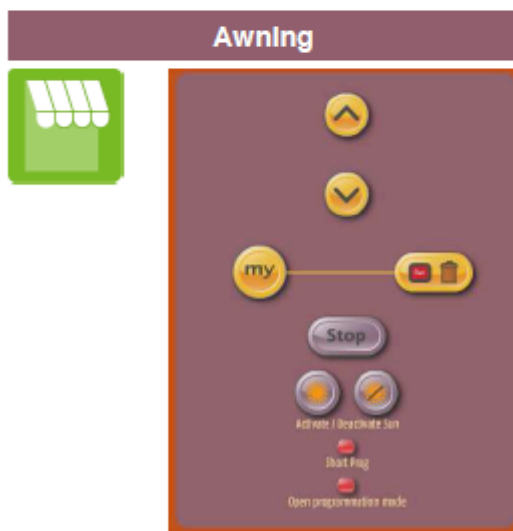 Awning
my
Stop
Activate / Deactivate Sun
Short Prog
Open programmation mode